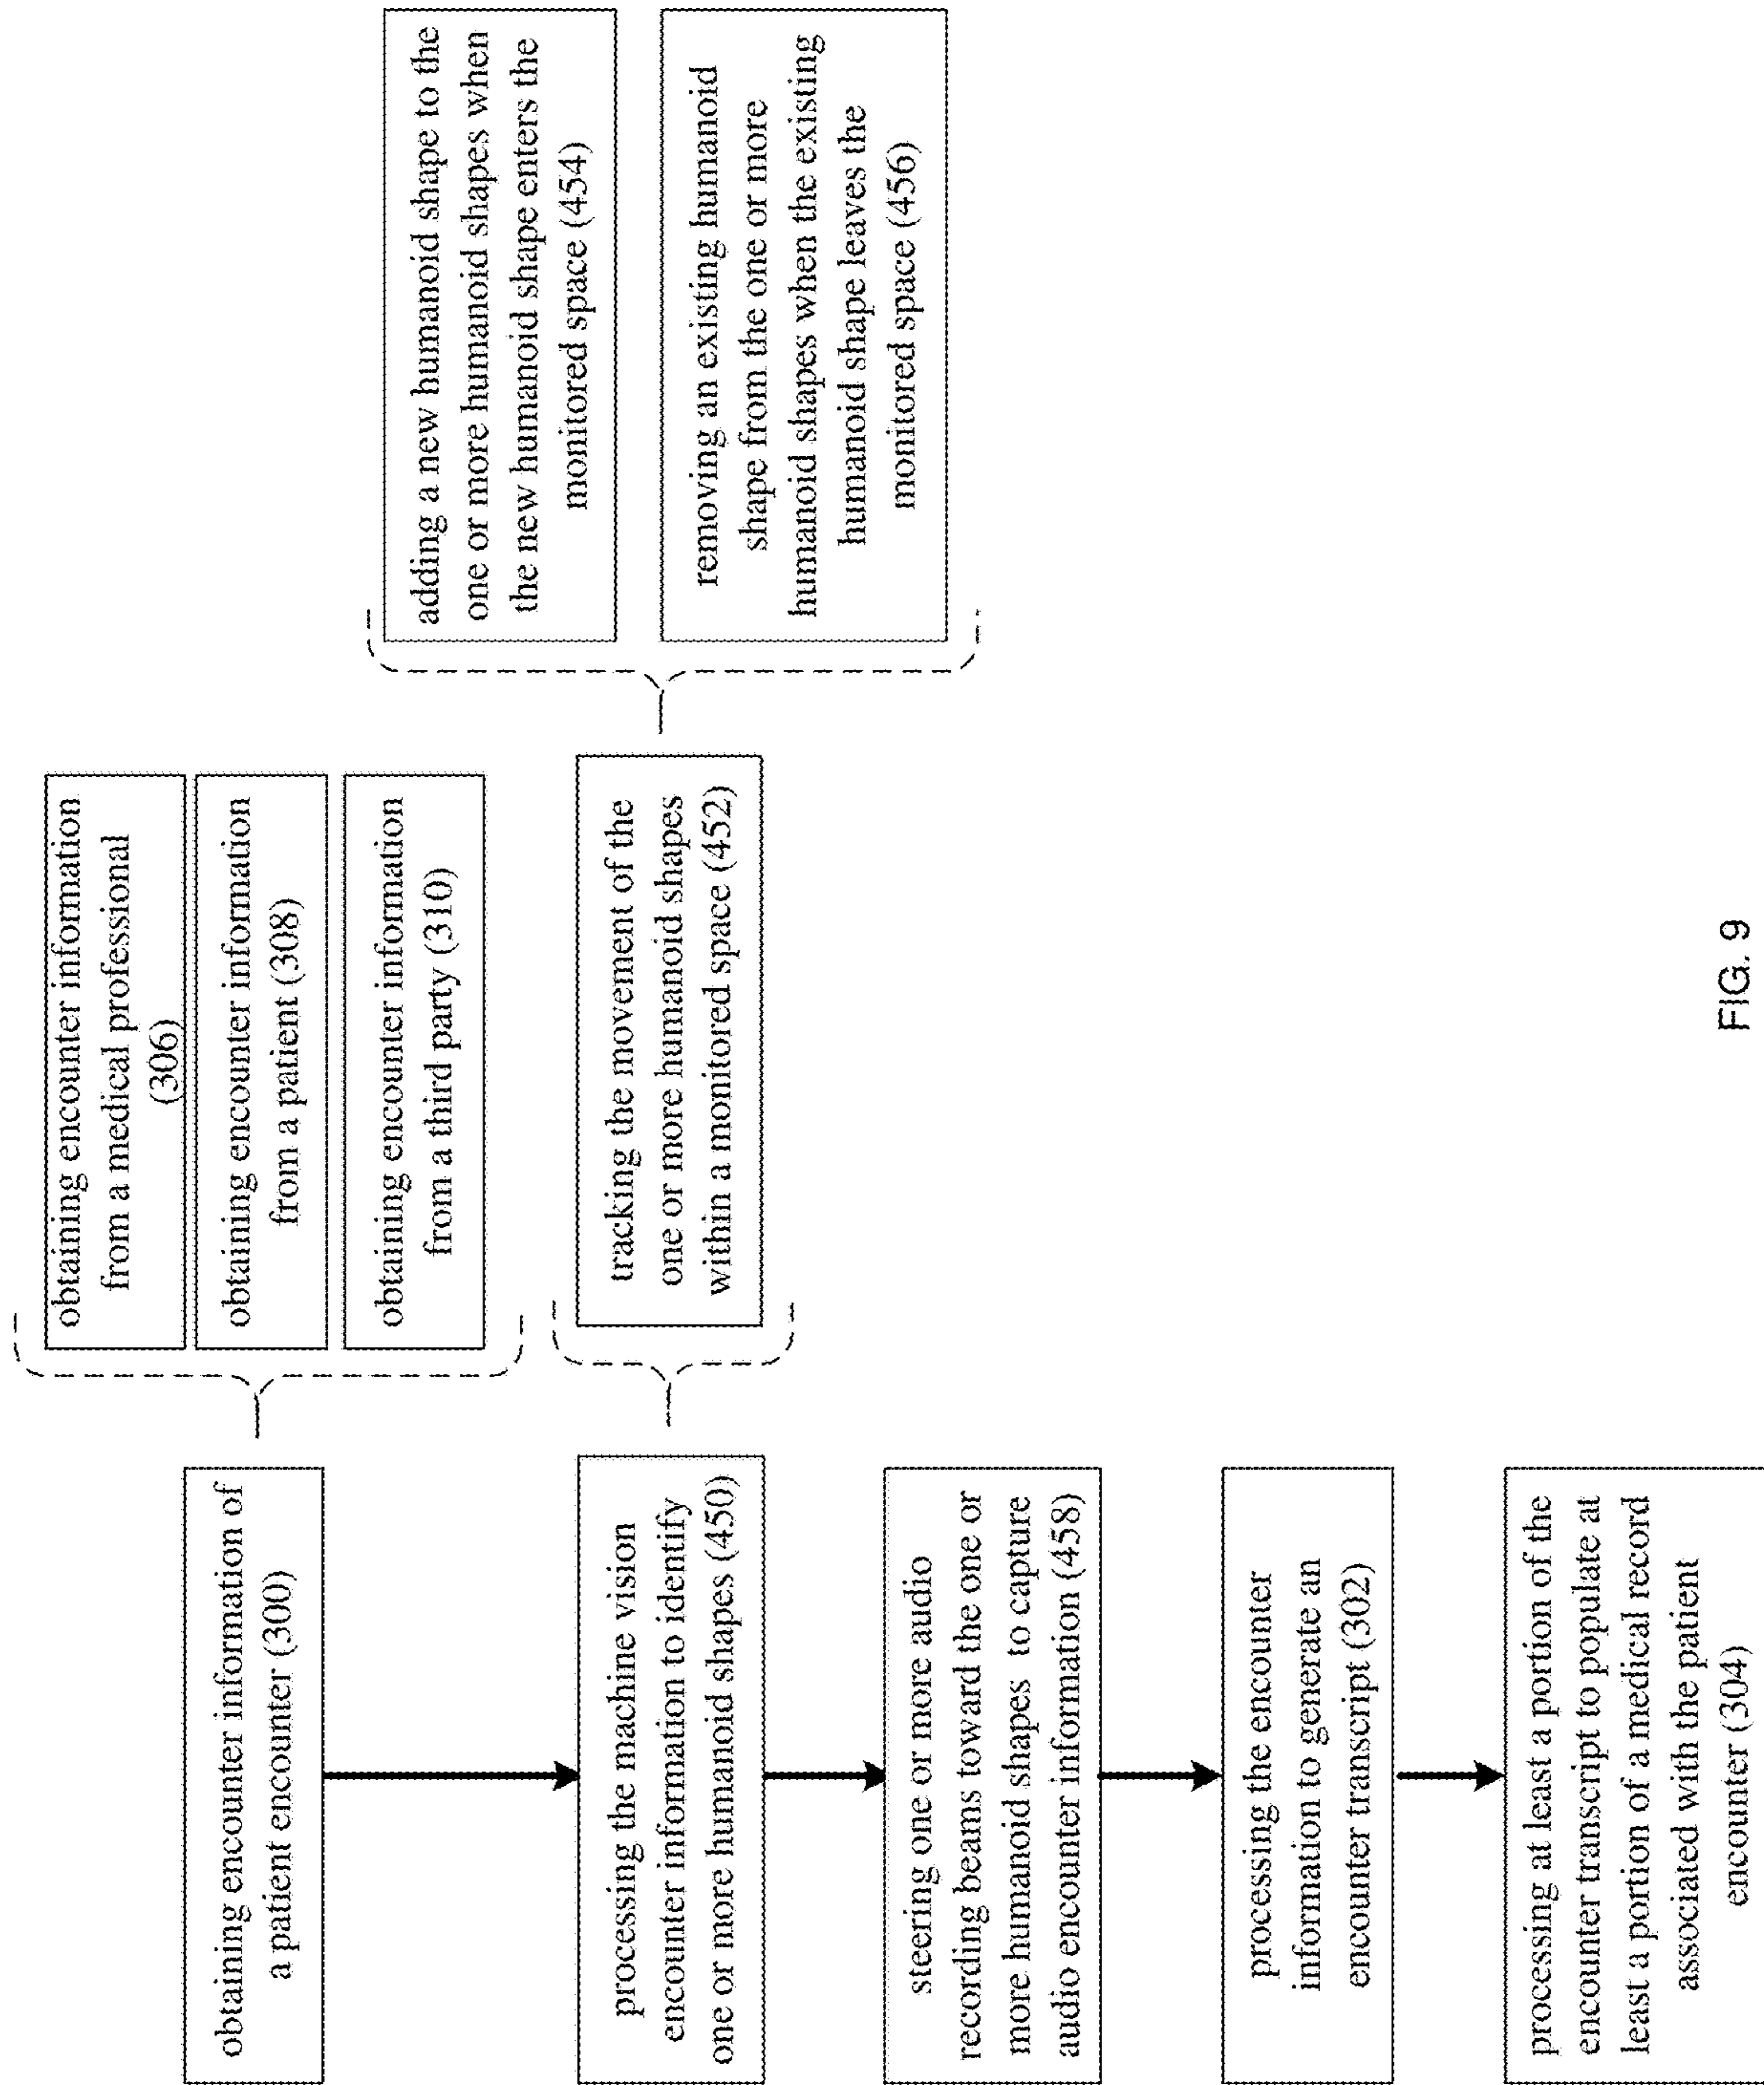 obtaining encounter information of
a patient encounter (300)
obtaining encounter information
from a medical professional
(306)
obtaining encounter information
from a patient (308)
obtaining encounter information
from a third party (310)
processing the machine vision
encounter information to identify
one or more humanoid shapes (450)
tracking the movement of the
one or more humanoid shapes
within a monitored space (452)
adding a new humanoid shape to the
one or more humanoid shapes when
the new humanoid shape enters the
monitored space (454)
removing an existing humanoid
shape from the one or more
humanoid shapes when the existing
humanoid shape leaves the
monitored space (456)
steering one or more audio
recording beams toward the one or
more humanoid shapes to capture
audio encounter information (458)
processing the encounter
information to generate an
encounter transcript (302)
processing at least a portion of the
encounter transcript to populate at
least a portion of a medical record
associated with the patient
encounter (304)
FIG. 9